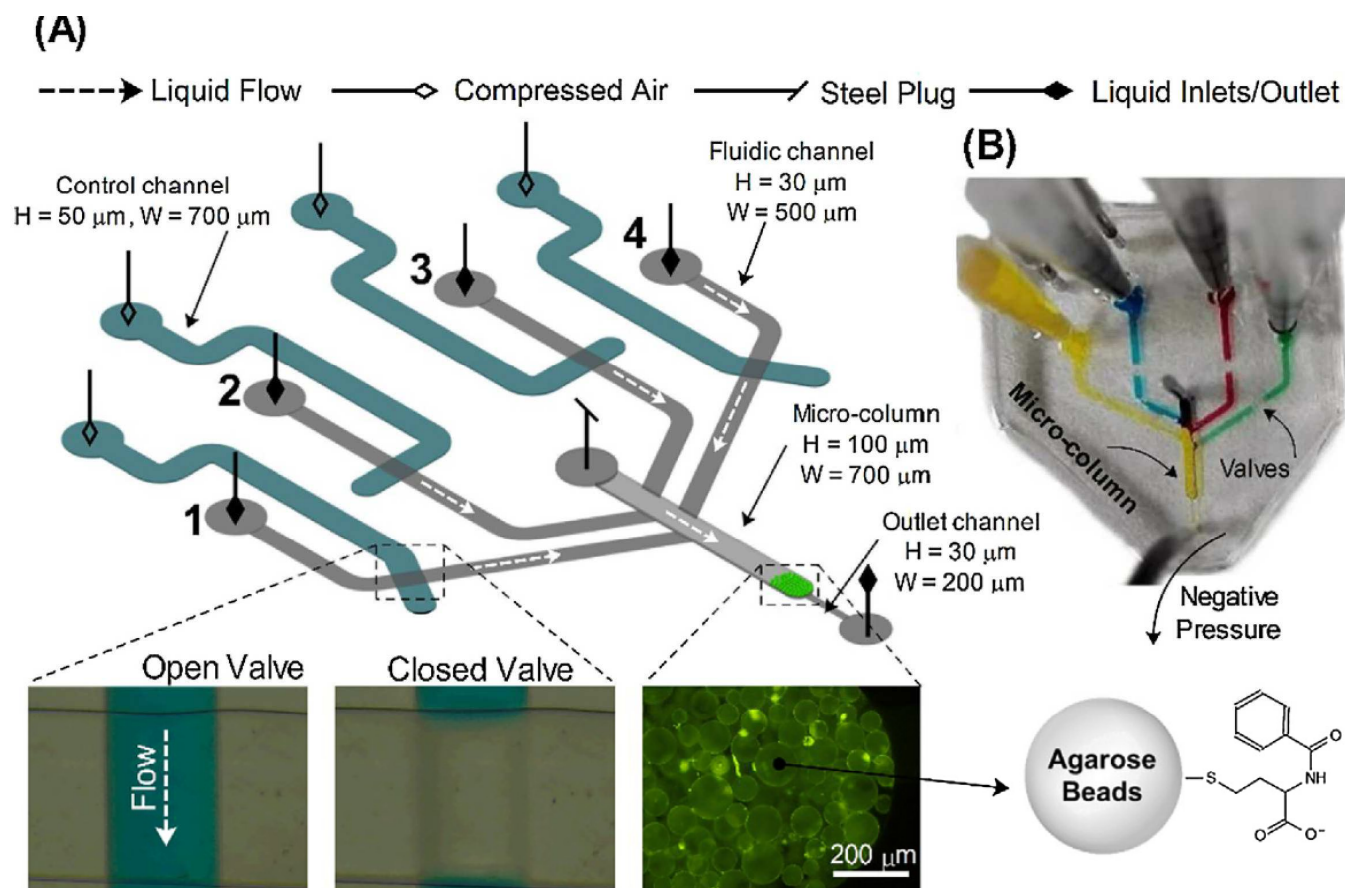 (A)
Liquid Flow Compressed Air Steel Plug Liquid Inlets/Outlet
(B)
Control channel
H = 50 μm, W = 700 μm
Fluidic channel
H = 30 μm
W = 500 μm
4
3
2
1
Micro-column
H = 100 μm
W = 700 μm
Outlet channel
H = 30 μm
W = 200 μm
Micro-column
Valves
Negative
Pressure
Open Valve
Flow
Closed Valve
200 μm
Agarose
Beads
S
O
NH
O
O⁻